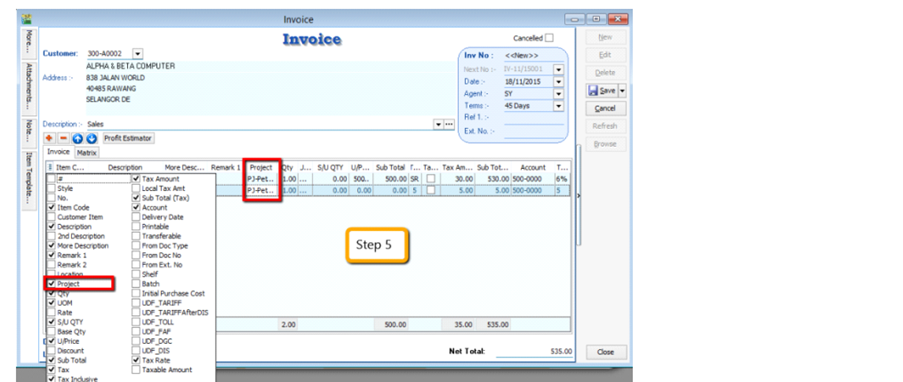 Invoice
Invoice
Cancelled
New
Edit
Delete
Save
Cancel
Refresh
Browse
More...
Attachments...
Note...
Item Template...
Customer: 300-A0002
ALPHA & BETA COMPUTER
Address :- 838 JALAN WORLD
40485 RAWANG
SELANGOR DE
Inv No : <<New>>
Next No :- IV-11/15001
Date :- 18/11/2015
Agent :- SY
Terms :- 45 Days
Ref 1. :-
Ext. No. :-
Description :- Sales
Profit Estimator
Invoice Matrix
Item C... Description More Desc... Remark 1 Project Qty J... S/U QTY U/P... Sub Total T... Ta... Tax Am... Sub Tot... Account T...
PJ-Pet... 1.00 ... 0.00 500.. 500.00 SR 30.00 530.00 500-0000 6%
PJ-Pet... 1.00 ... 0.00 0.00 0.00 5 5.00 5.00 500-0000 5
# Tax Amount
Style Local Tax Amt
No. Sub Total (Tax)
Item Code Account
Customer Item Delivery Date
Description Printable
2nd Description Transferable
More Description From Doc Type
Remark 1 From Doc No
Remark 2 From Ext. No
Location Shelf
Project Batch
Qty Initial Purchase Cost
UOM UDF_TARIFF
Rate UDF_TARIFFAfterDIS
S/U QTY UDF_TOLL
Base Qty UDF_FAF
U/Price UDF_DGC
Discount UDF_DIS
Sub Total Tax Rate
Tax Taxable Amount
Tax Inclusive
Step 5
2.00 500.00 35.00 535.00
Net Total: 535.00
Close